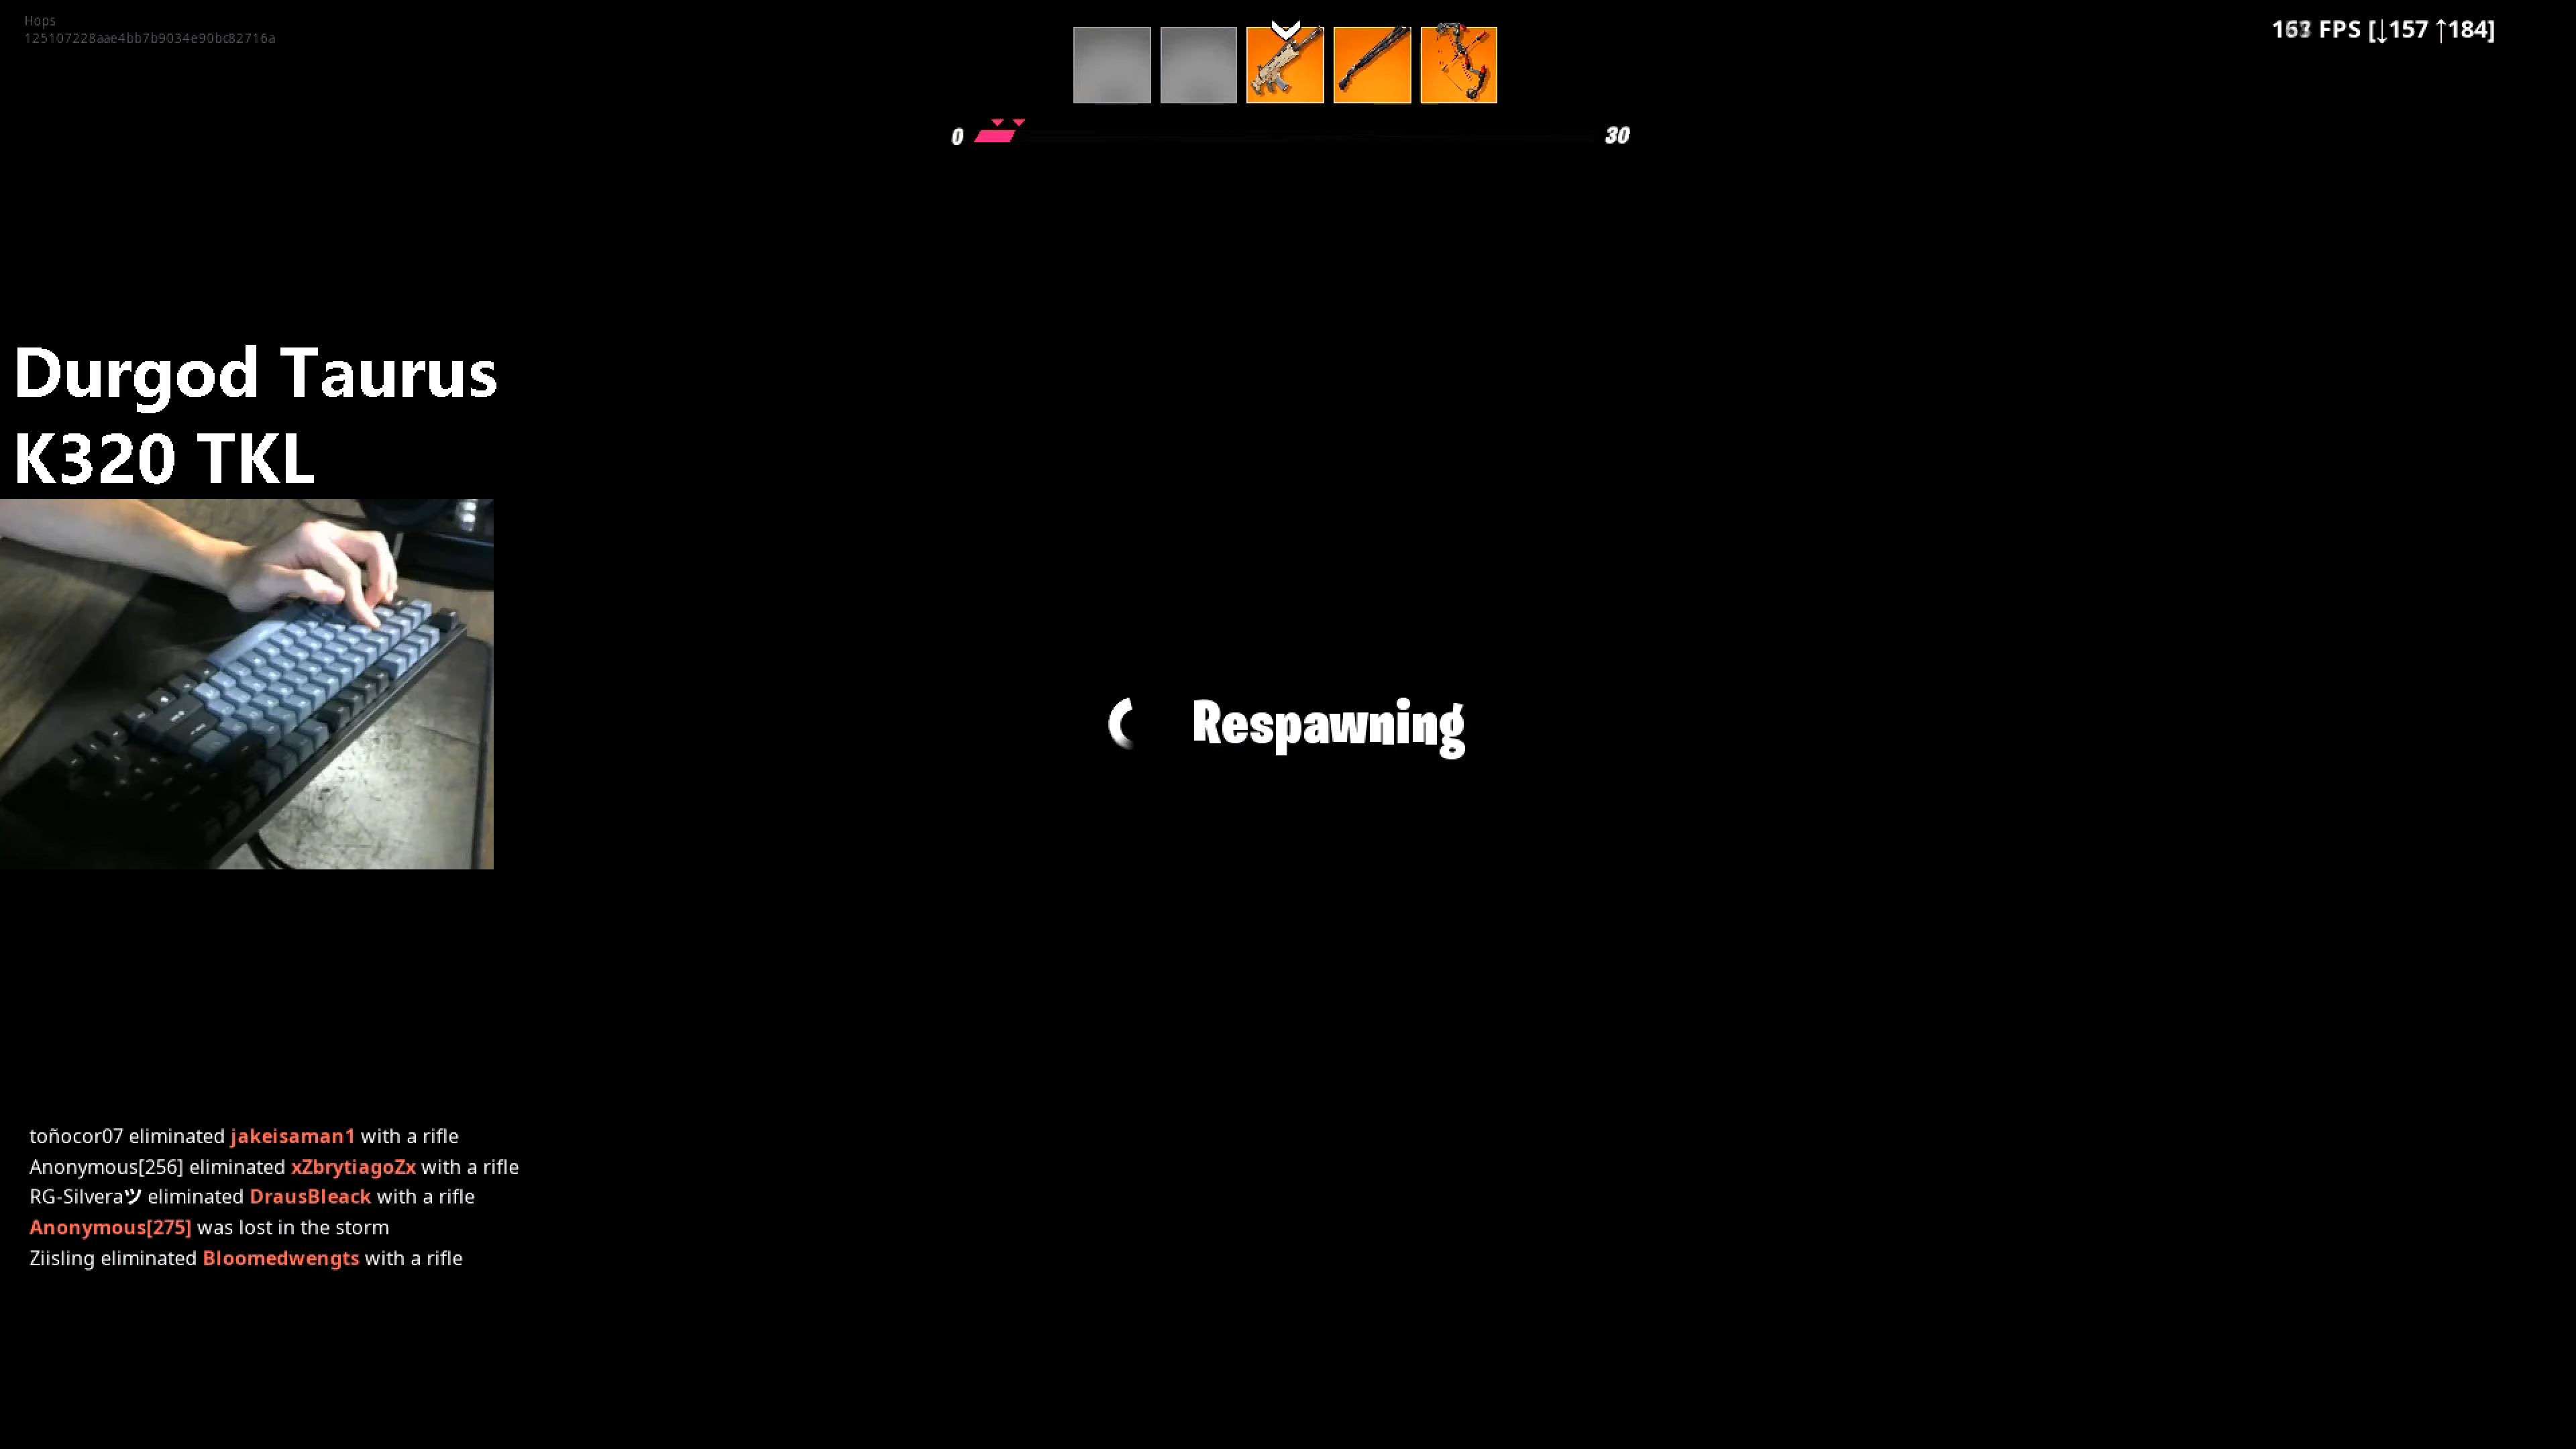 Hops
125107228aae4bb7b9034e90bc82716a
FPS [↓157 ↑184]
0
30
Durgod Taurus
K320 TKL
Respawning
toñocor07 eliminated jakeisaman1 with a rifle
Anonymous[256] eliminated xZbrytiagoZx with a rifle
RG-Silveraツ eliminated DrausBleack with a rifle
Anonymous[275] was lost in the storm
Ziisling eliminated Bloomedwengts with a rifle